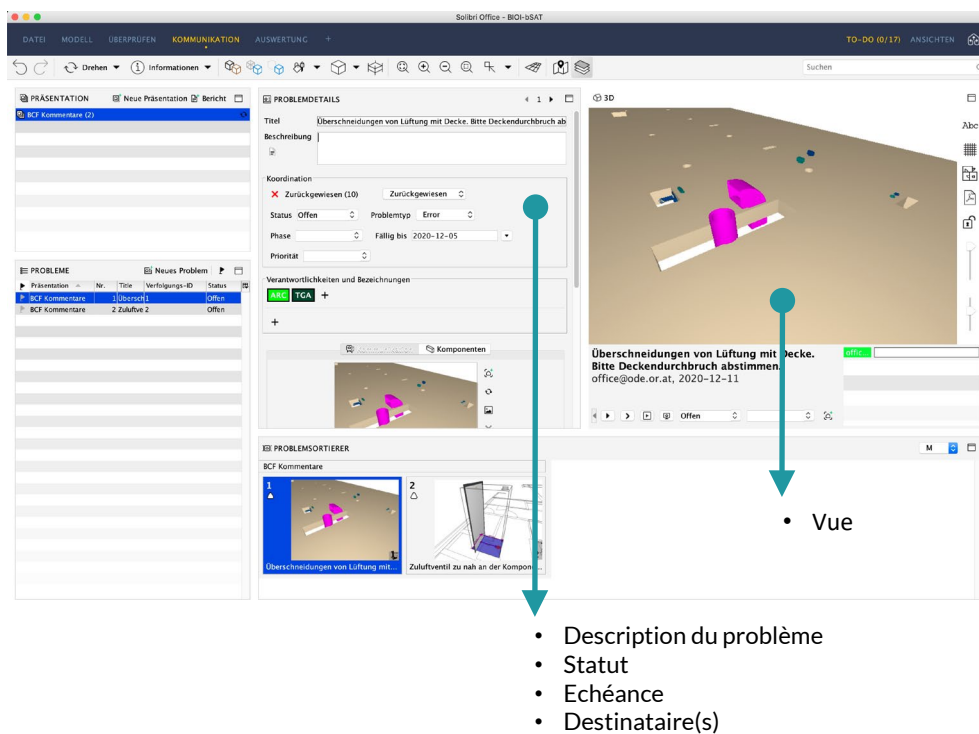 Solibri Office - BIOI-bSAT
DATEI MODELL ÜBERPRÜFEN KOMMUNIKATION AUSWERTUNG + TO-DO (0/17) ANSICHTEN
Drehen Informationen Suchen
PRÄSENTATION Neue Präsentation Bericht
BCF Kommentare (2)
PROBLEME Neues Problem
Präsentation Nr. Title Verfolgungs-ID Status
BCF Kommentare 1 Übersch 1 Offen
BCF Kommentare 2 Zuluftve 2 Offen
PROBLEMDETAILS 1
Titel Überschneidungen von Lüftung mit Decke. Bitte Deckendurchbruch ab
Beschreibung
Koordination
Zurückgewiesen (10) Zurückgewiesen
Status Offen Problemtyp Error
Phase Fällig bis 2020-12-05
Priorität
Verantwortlichkeiten und Bezeichnungen
ARC TGA +
+
Komponenten
3D
Abc
Überschneidungen von Lüftung mit Decke.
Bitte Deckendurchbruch abstimmen.
office@ode.or.at, 2020-12-11
offic...
Offen
PROBLEMSORTIERER M
BCF Kommentare
1 2
Überschneidungen von Lüftung mit... Zuluftventil zu nah an der Kompone...
• Vue
• Description du problème
• Statut
• Echéance
• Destinataire(s)